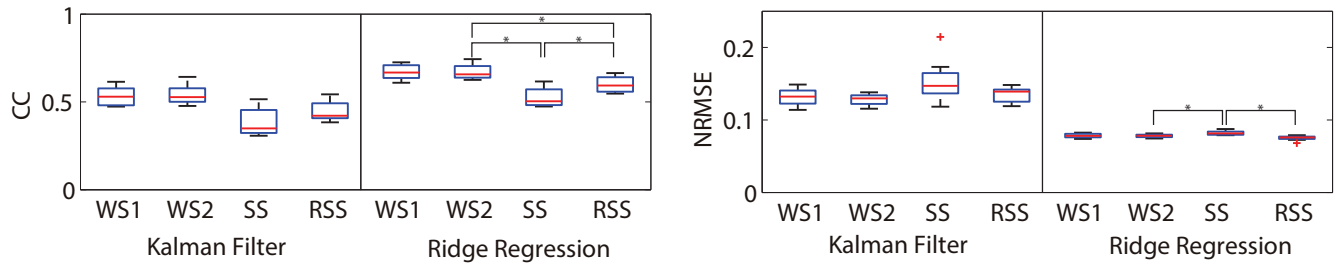 1
0.5
0
CC
*
* *
WS1 WS2 SS RSS WS1 WS2 SS RSS
Kalman Filter Ridge Regression
0.2
0.1
0
NRMSE
* *
WS1 WS2 SS RSS WS1 WS2 SS RSS
Kalman Filter Ridge Regression